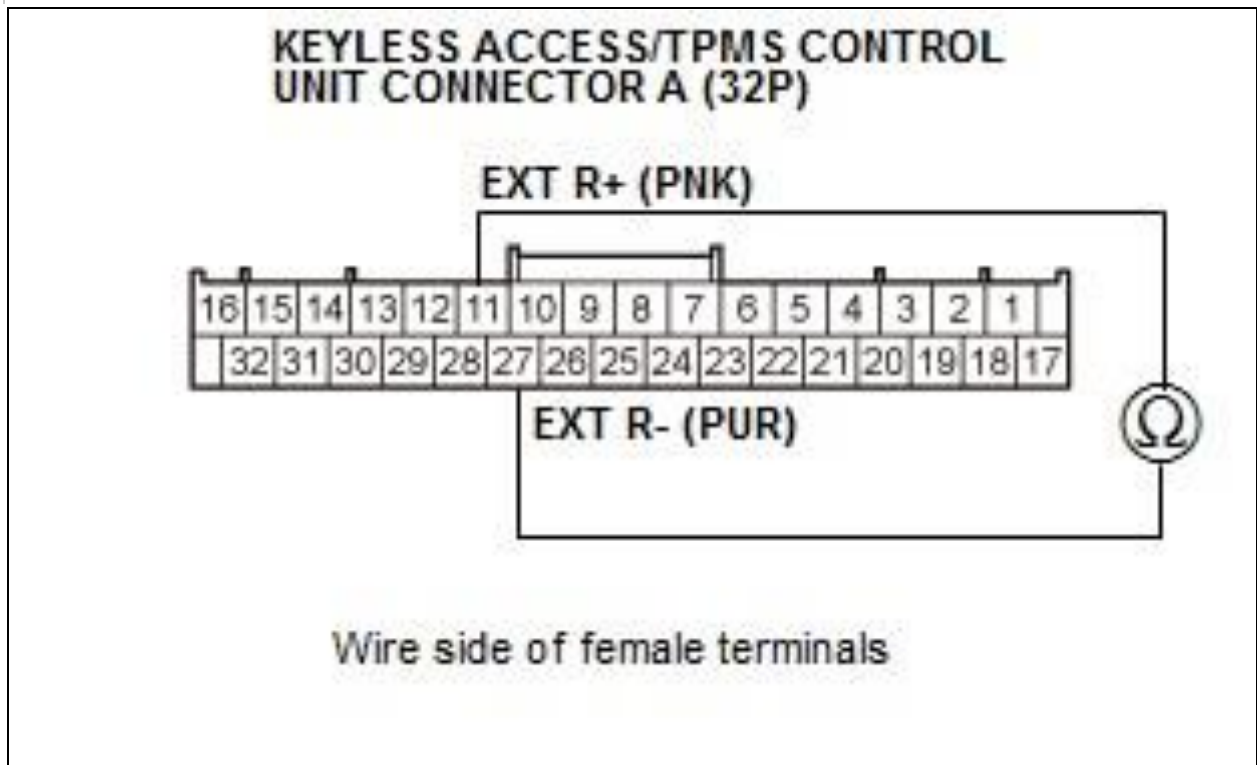 KEYLESS ACCESS/TPMS CONTROL
UNIT CONNECTOR A (32P)
EXT R+ (PNK)
16 15 14 13 12 11 10 9 8 7 6 5 4 3 2 1
32 31 30 29 28 27 26 25 24 23 22 21 20 19 18 17
EXT R- (PUR)
Ω
Wire side of female terminals